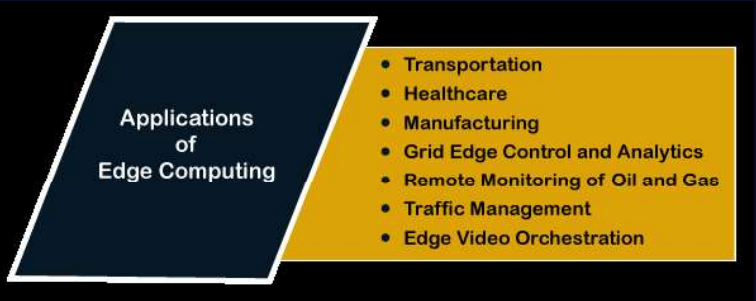 Applications
of
Edge Computing
• Transportation
• Healthcare
• Manufacturing
• Grid Edge Control and Analytics
• Remote Monitoring of Oil and Gas
• Traffic Management
• Edge Video Orchestration